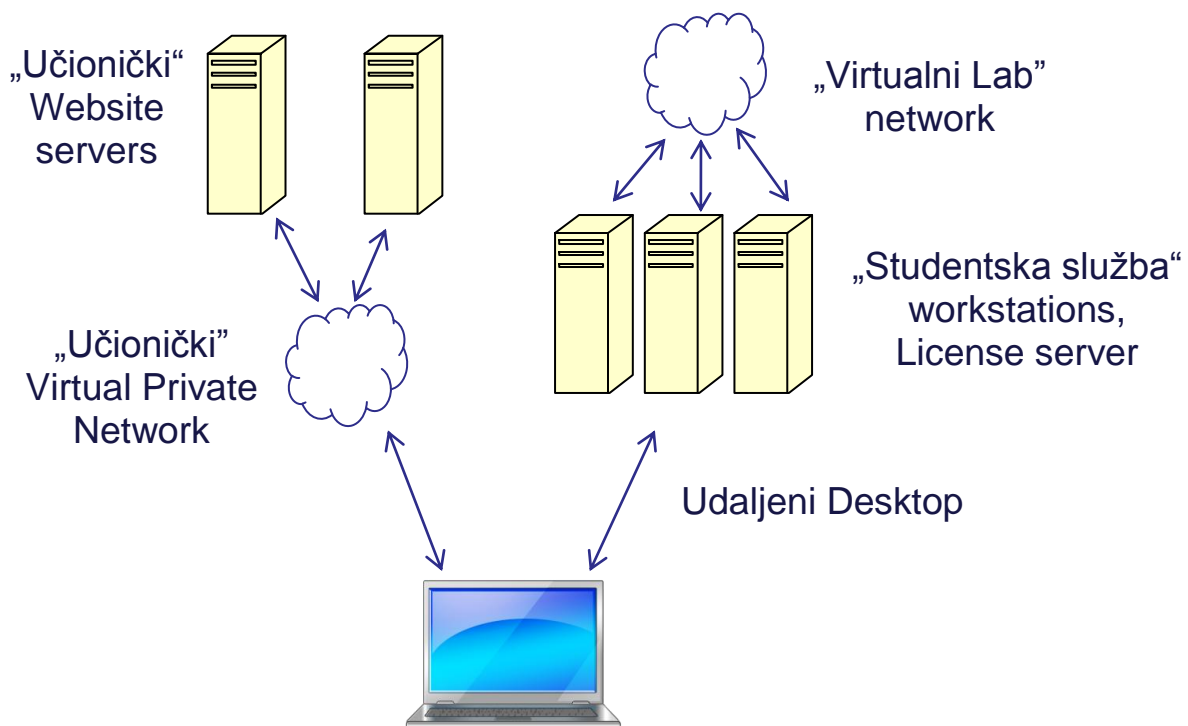 „Učionički“
Website
servers
„Virtualni Lab”
network
„Studentska služba“
workstations,
License server
„Učionički”
Virtual Private
Network
Udaljeni Desktop